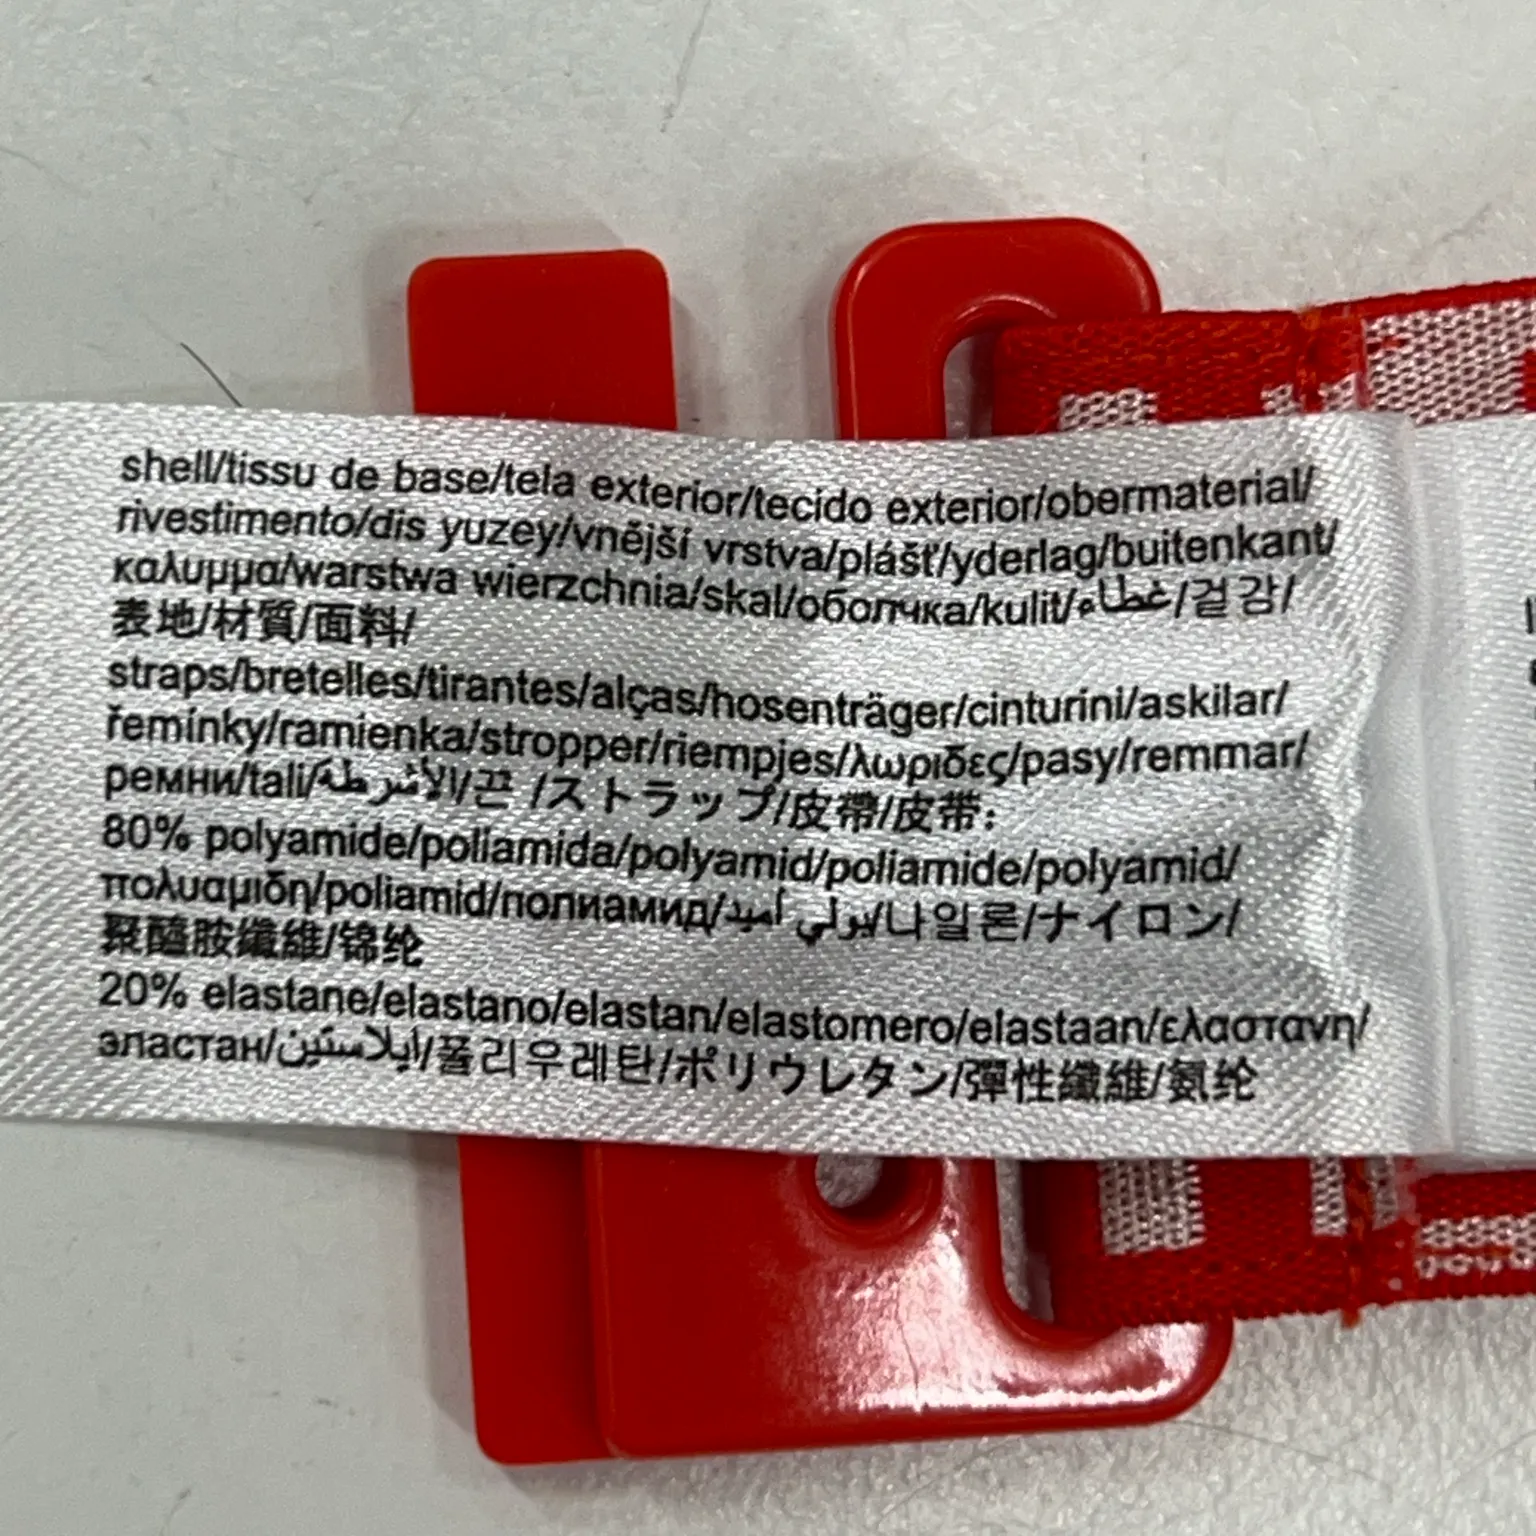 shell/tissu de base/tela exterior/tecido exterior/obermaterial/
rivestimento/dis yuzey/vnější vrstva/plášť/yderlag/buitenkant/
καλυμμα/warstwa wierzchnia/skal/оболчка/kulit/غطاء/겉감/
表地/材質/面料/
straps/bretelles/tirantes/alças/hosenträger/cinturini/askilar/
řemínky/ramienka/stropper/riempjes/λωριδες/pasy/remmar/
ремни/tali/الأشرطة/끈 /ストラップ/皮帶/皮带:
80% polyamide/poliamida/polyamid/poliamide/polyamid/
πολυαμιδη/poliamid/полиамид/بولي أميد/나일론/ナイロン/
聚醯胺纖維/锦纶
20% elastane/elastano/elastan/elastomero/elastaan/ελαστανη/
эластан/إيلاستين/폴리우레탄/ポリウレタン/彈性纖維/氨纶